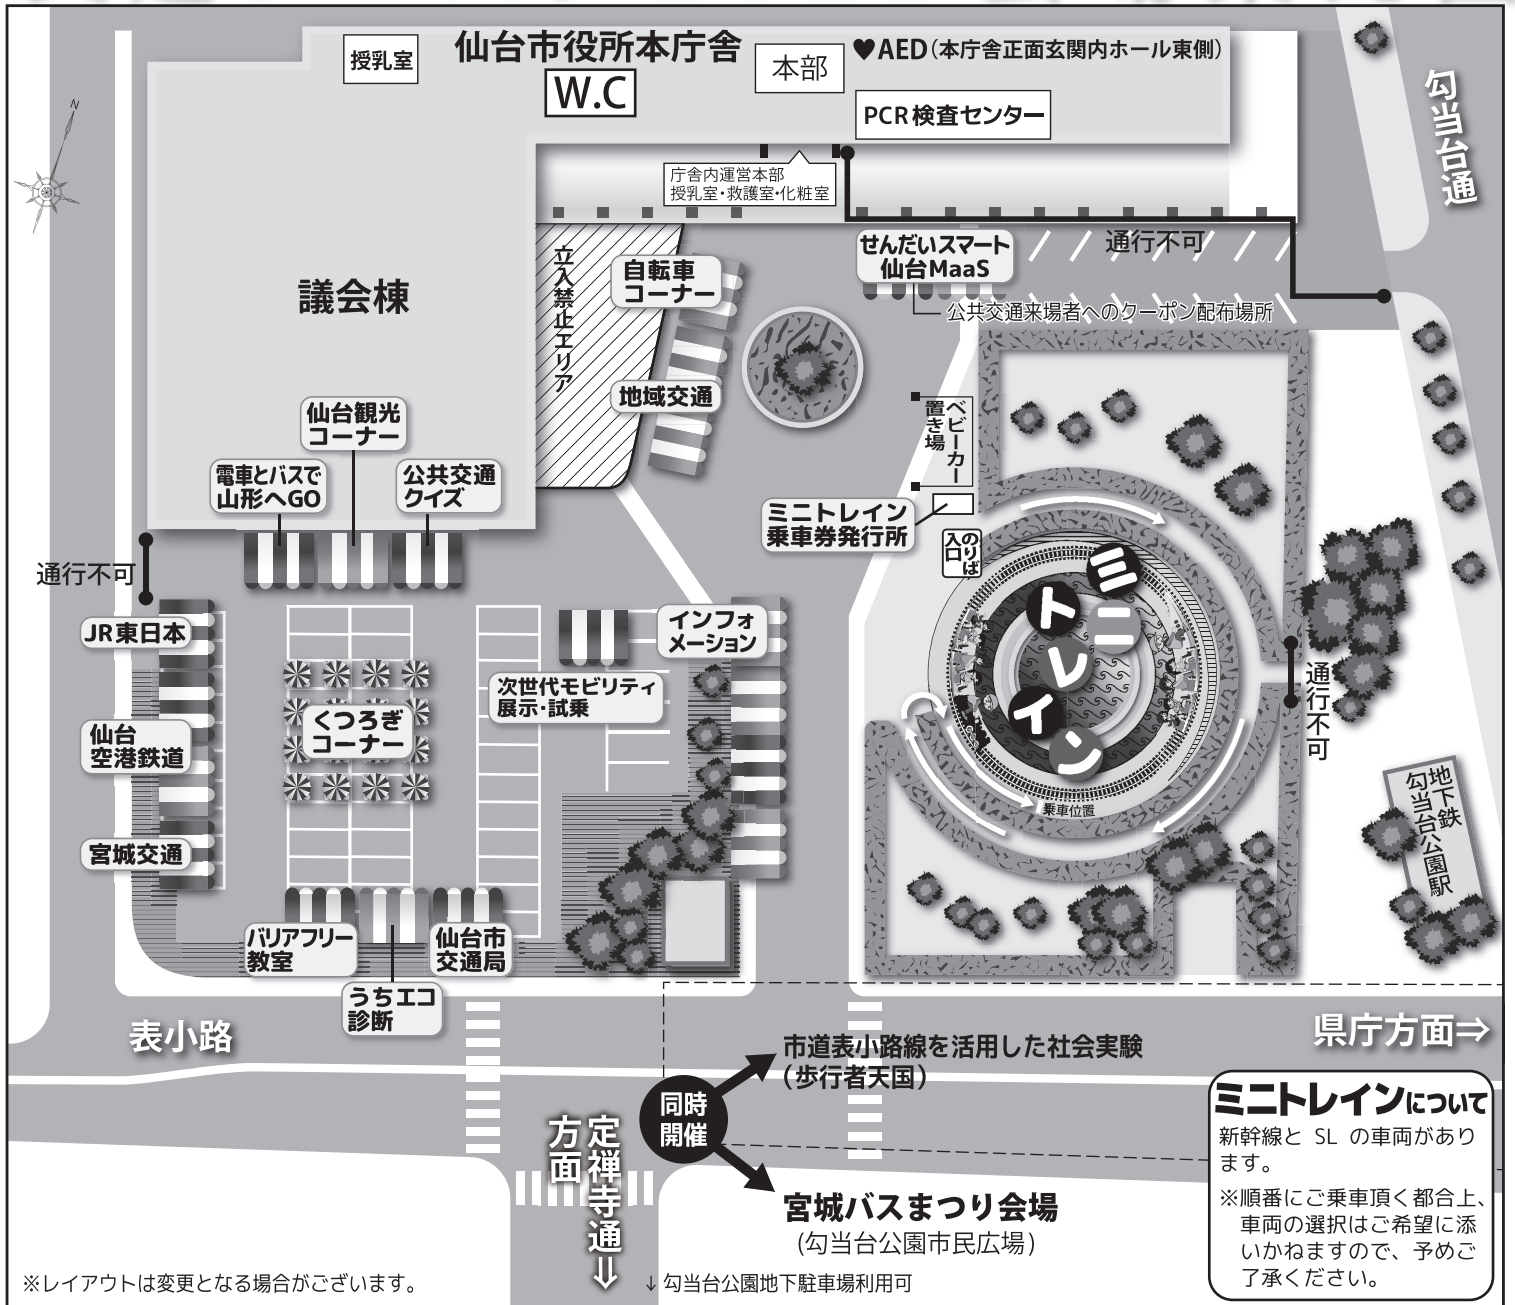 仙台市役所本庁舎
授乳室
W.C
本部
♥AED(本庁舎正面玄関内ホール東側)
PCR検査センター
庁舎内運営本部
授乳室・救護室・化粧室
勾当台通
N
議会棟
立入禁止エリア
自転車
コーナー
せんだいスマート
仙台MaaS
通行不可
公共交通来場者へのクーポン配布場所
地域交通
仙台観光
コーナー
電車とバスで
山形へGO
公共交通
クイズ
ベビーカー
置き場
ミニトレイン
乗車券発行所
のりば
入口
通行不可
ミニトレイン
乗車位置
通行不可
JR東日本
インフォ
メーション
次世代モビリティ
展示・試乗
くつろぎ
コーナー
仙台
空港鉄道
宮城交通
地下鉄
勾当台公園駅
バリアフリー
教室
うちエコ
診断
仙台市
交通局
表小路
県庁方面⇒
市道表小路線を活用した社会実験
(歩行者天国)
同時
開催
宮城バスまつり会場
(勾当台公園市民広場)
定禅寺通⇒
方面
↓勾当台公園地下駐車場利用可
ミニトレインについて
新幹線と SL の車両があり
ます。
※順番にご乗車頂く都合上、
車両の選択はご希望に添
いかねますので、予めご
了承ください。
※レイアウトは変更となる場合がございます。